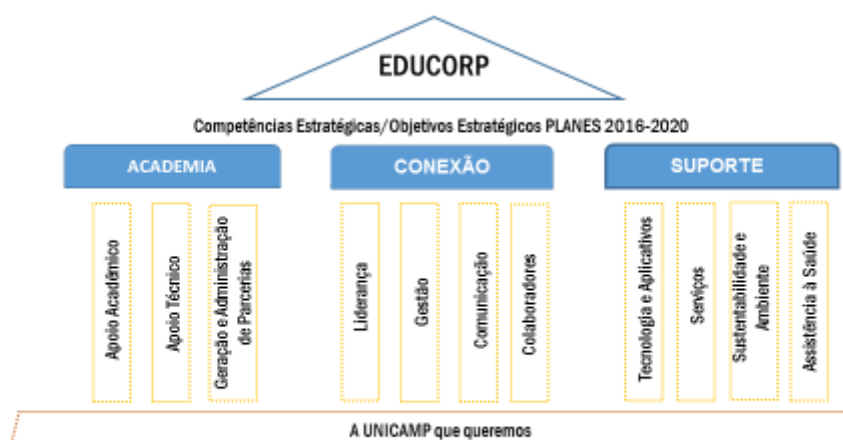 EDUCORP
Competências Estratégicas/Objetivos Estratégicos PLANES 2016-2020
ACADEMIA
CONEXÃO
SUPORTE
Apoio Acadêmico
Apoio Técnico
Geração e Administração
de Parcerias
Liderança
Gestão
Comunicação
Colaboradores
Tecnologia e Aplicativos
Serviços
Sustentabilidade e
Ambiente
Assistência à Saúde
A UNICAMP que queremos